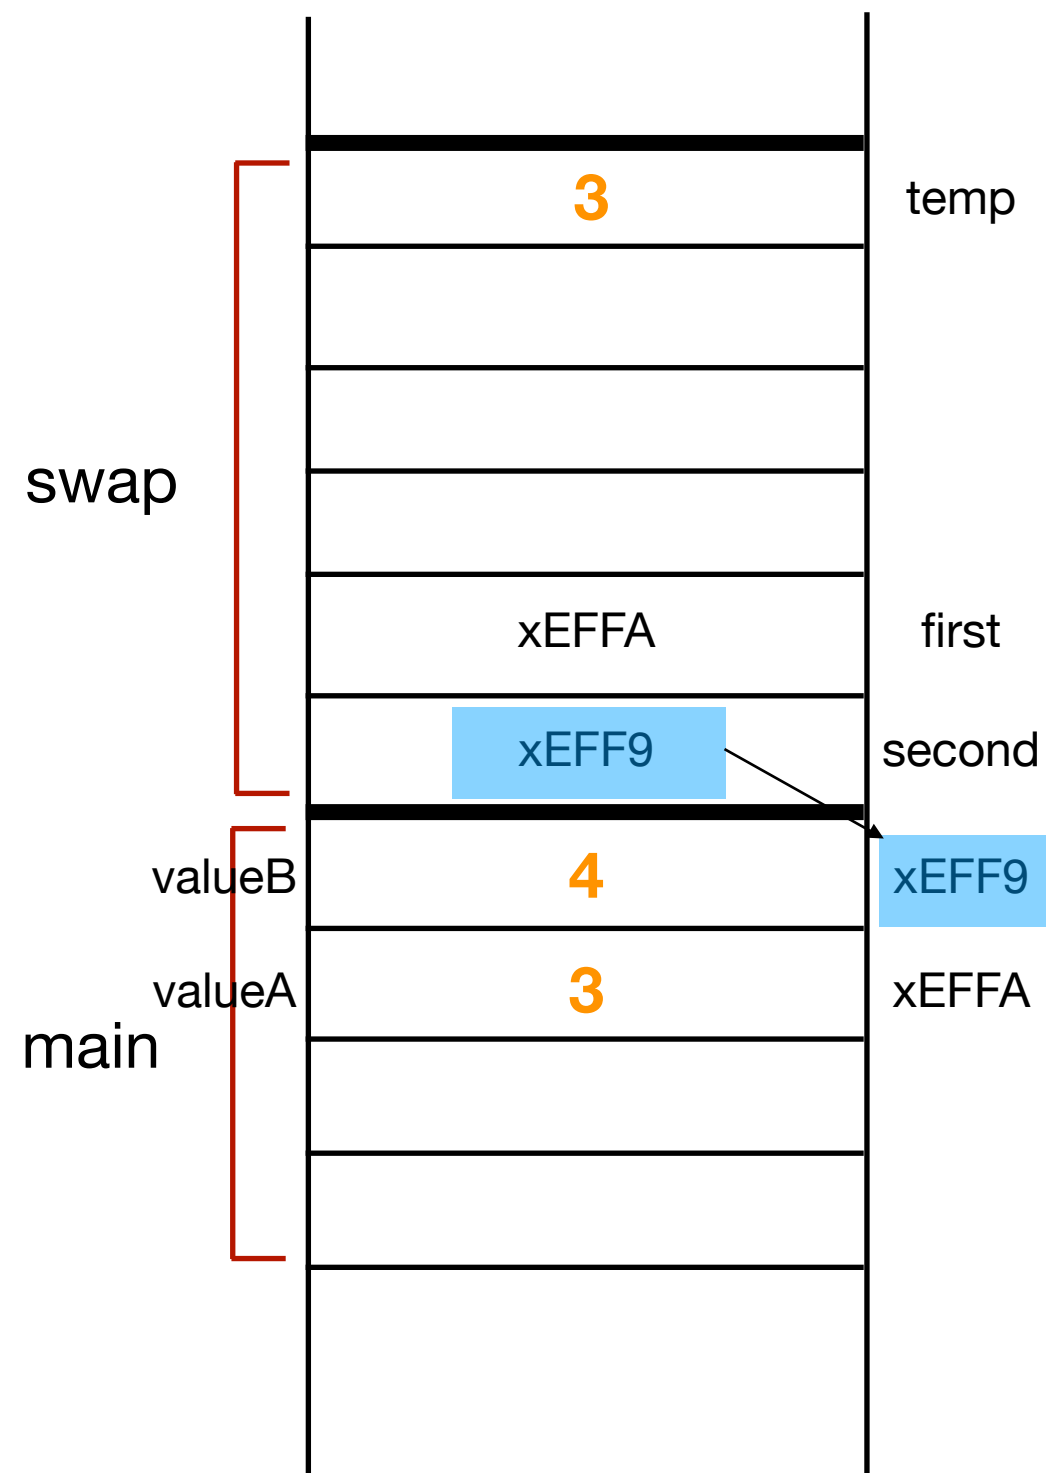 3 temp
swap
xEFFA first
xEFF9 second
valueB 4 xEFF9
valueA 3 xEFFA
main